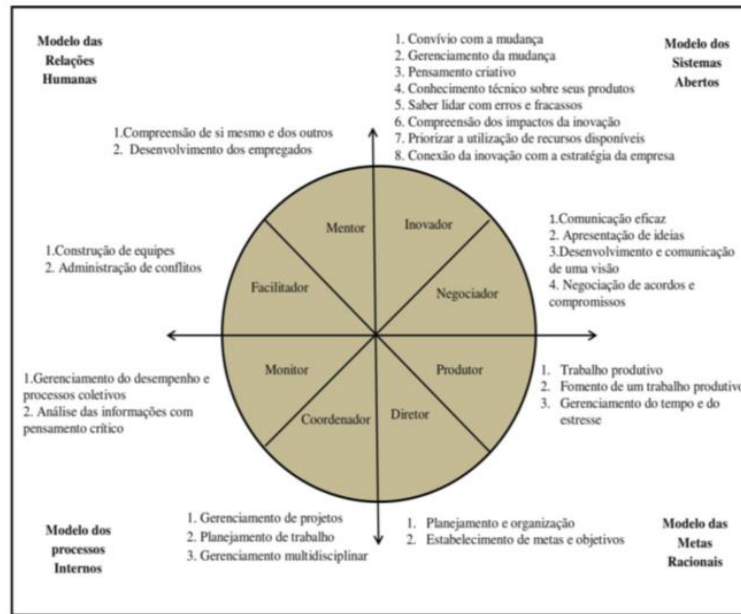 Modelo das
Relações
Humanas
1. Convívio com a mudança
2. Gerenciamento da mudança
3. Pensamento criativo
4. Conhecimento técnico sobre seus produtos
5. Saber lidar com erros e fracassos
6. Compreensão dos impactos da inovação
7. Priorizar a utilização de recursos disponíveis
8. Conexão da inovação com a estratégia da empresa
Modelo dos
Sistemas
Abertos
1.Compreensão de si mesmo e dos outros
2. Desenvolvimento dos empregados
Mentor
Inovador
1.Construção de equipes
2. Administração de conflitos
Facilitador
Negociador
1.Comunicação eficaz
2. Apresentação de ideias
3.Desenvolvimento e comunicação
de uma visão
4. Negociação de acordos e
compromissos
1.Gerenciamento do desempenho e
processos coletivos
2. Análise das informações com
pensamento crítico
Monitor
Produtor
Coordenador
Diretor
1. Trabalho produtivo
2. Fomento de um trabalho produtivo
3. Gerenciamento do tempo e do
estresse
Modelo dos
processos
Internos
1. Gerenciamento de projetos
2. Planejamento de trabalho
3. Gerenciamento multidisciplinar
1. Planejamento e organização
2. Estabelecimento de metas e objetivos
Modelo das
Metas
Racionais